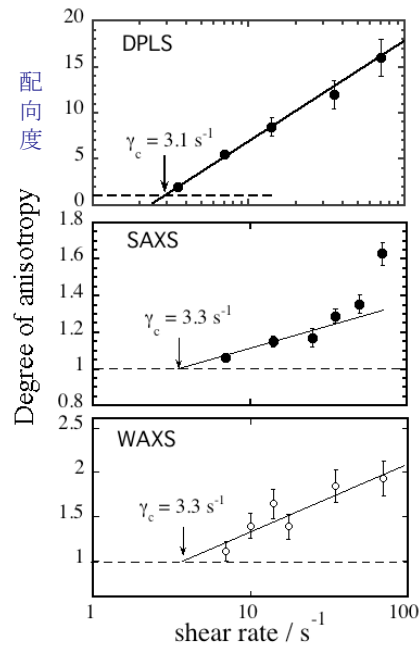 配向度
Degree of anisotropy
DPLS
20
15
10
5
0
γc = 3.1 s⁻¹
SAXS
1.8
1.6
1.4
1.2
1
0.8
γc = 3.3 s⁻¹
WAXS
2.5
2
1.5
1
γc = 3.3 s⁻¹
1 10 100
shear rate / s⁻¹